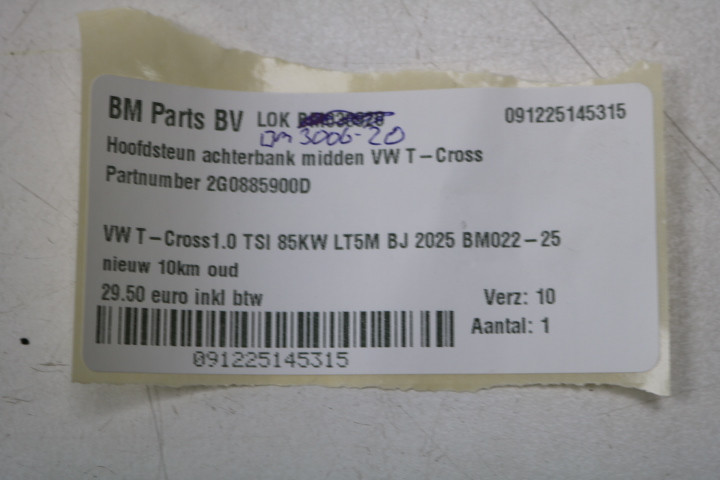 BM Parts BV LOK 091225145315
BM 3006-20
Hoofdsteun achterbank midden VW T-Cross
Partnumber 2G0885900D
VW T-Cross1.0 TSI 85KW LT5M BJ 2025 BM022-25
nieuw 10km oud
29.50 euro inkl btw Verz: 10
Aantal: 1
091225145315